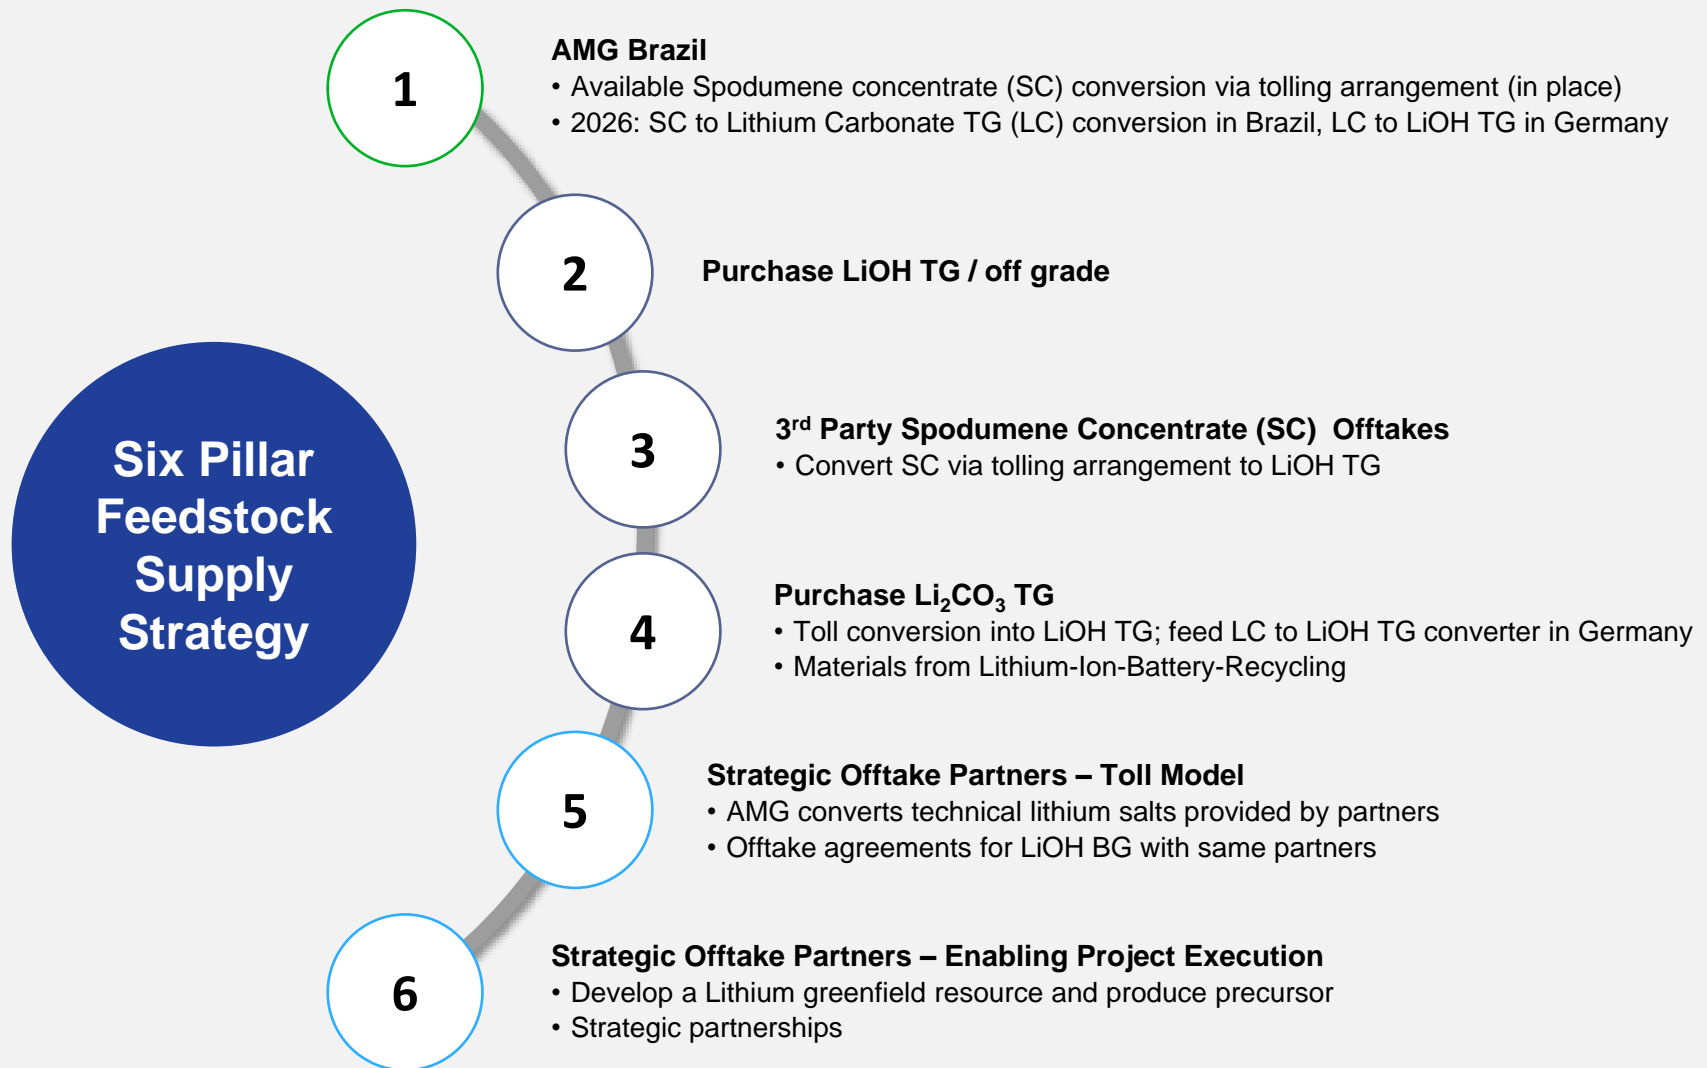 Six Pillar
Feedstock
Supply
Strategy
1
AMG Brazil
• Available Spodumene concentrate (SC) conversion via tolling arrangement (in place)
• 2026: SC to Lithium Carbonate TG (LC) conversion in Brazil, LC to LiOH TG in Germany
2
Purchase LiOH TG / off grade
3
3rd Party Spodumene Concentrate (SC) Offtakes
• Convert SC via tolling arrangement to LiOH TG
4
Purchase Li₂CO₃ TG
• Toll conversion into LiOH TG; feed LC to LiOH TG converter in Germany
• Materials from Lithium-Ion-Battery-Recycling
5
Strategic Offtake Partners – Toll Model
• AMG converts technical lithium salts provided by partners
• Offtake agreements for LiOH BG with same partners
6
Strategic Offtake Partners – Enabling Project Execution
• Develop a Lithium greenfield resource and produce precursor
• Strategic partnerships